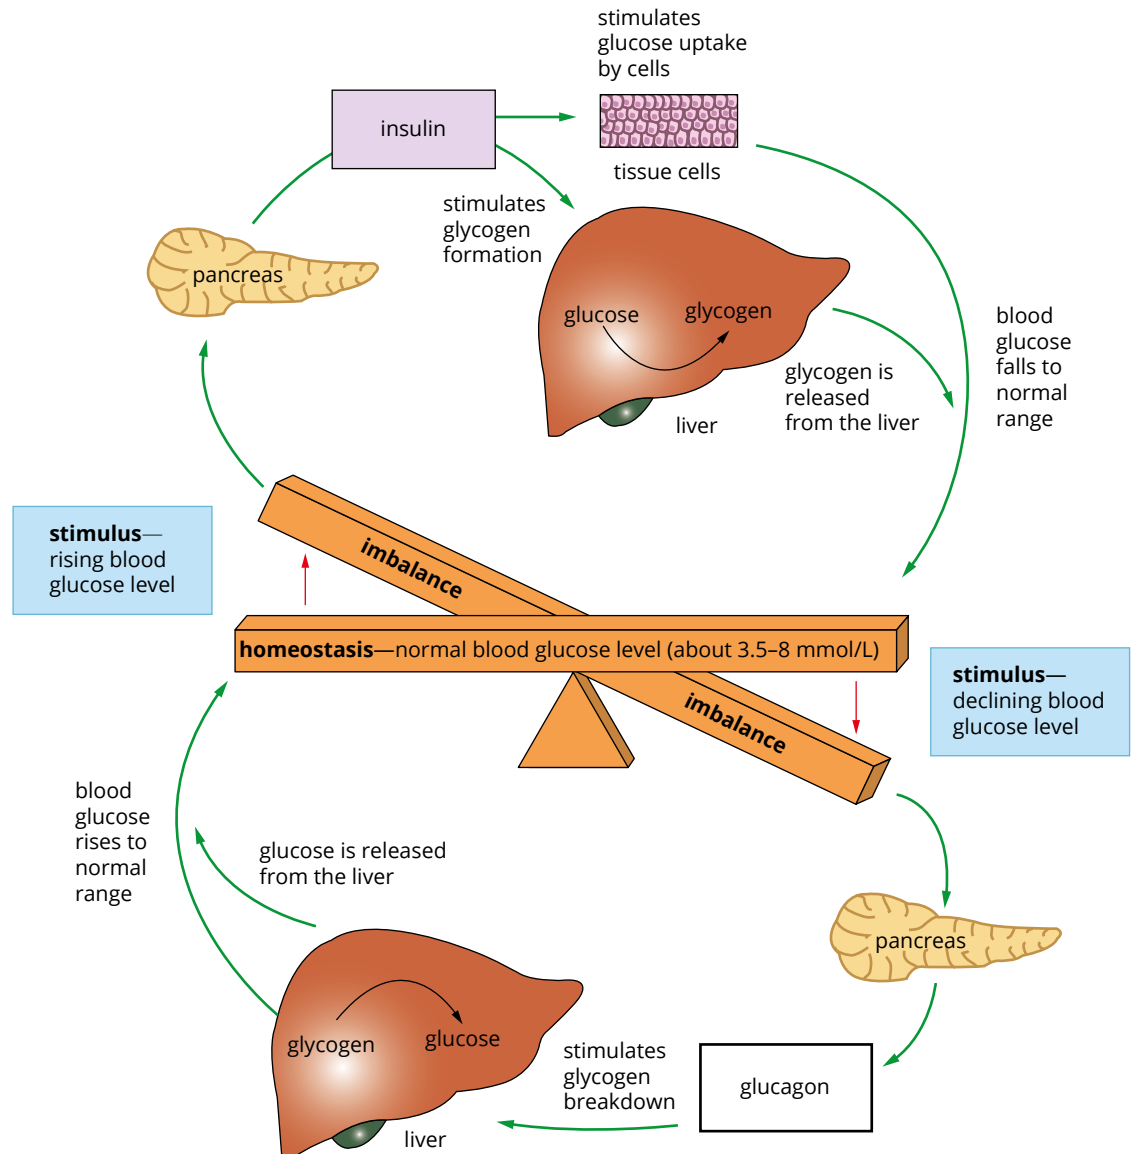 stimulates
glucose uptake
by cells
insulin
tissue cells
stimulates
glycogen
formation
pancreas
glucose
glycogen
blood
glucose
falls to
normal
range
glycogen is
released
from the liver
liver
stimulus—
rising blood
glucose level
imbalance
homeostasis—normal blood glucose level (about 3.5–8 mmol/L)
stimulus—
declining blood
glucose level
imbalance
blood
glucose
rises to
normal
range
glucose is released
from the liver
pancreas
glycogen
glucose
stimulates
glycogen
breakdown
glucagon
liver